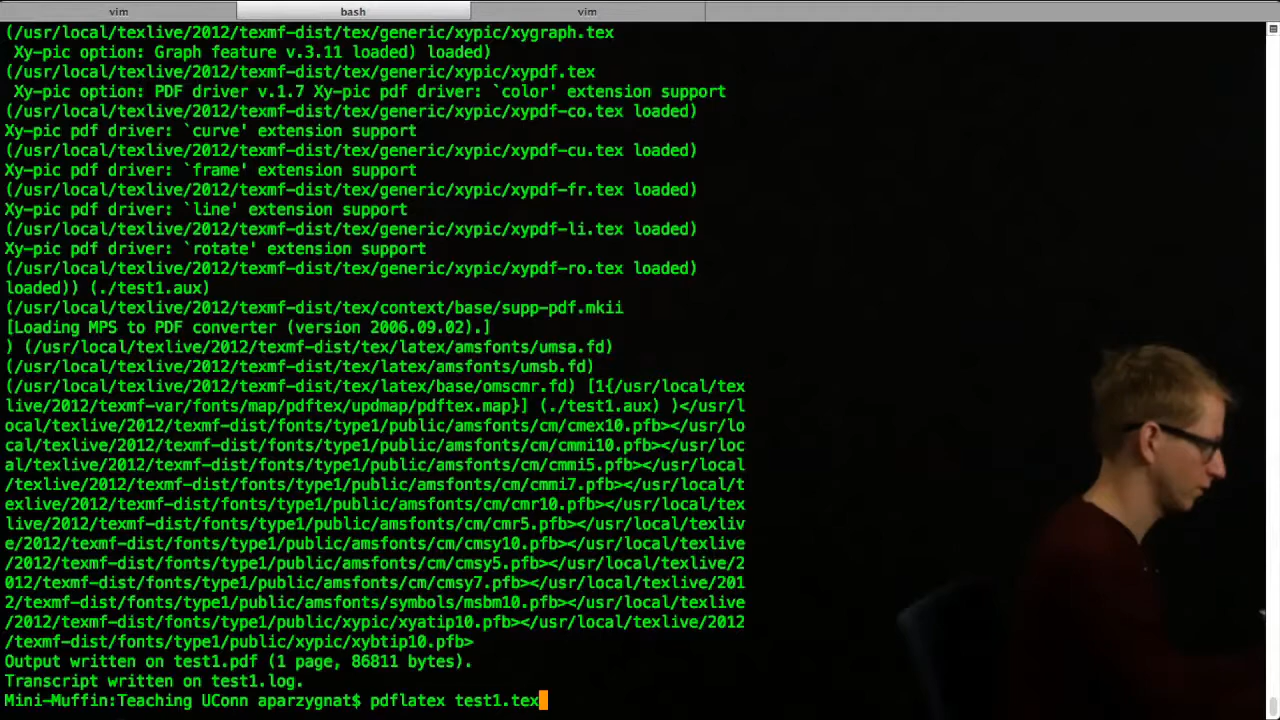 vim bash vim
(/usr/local/texlive/2012/texmf-dist/tex/generic/xypic/xygraph.tex
Xy-pic option: Graph feature v.3.11 loaded) loaded)
(/usr/local/texlive/2012/texmf-dist/tex/generic/xypic/xypdf.tex
Xy-pic option: PDF driver v.1.7 Xy-pic pdf driver: `color' extension support
(/usr/local/texlive/2012/texmf-dist/tex/generic/xypic/xypdf-co.tex loaded)
Xy-pic pdf driver: `curve' extension support
(/usr/local/texlive/2012/texmf-dist/tex/generic/xypic/xypdf-cu.tex loaded)
Xy-pic pdf driver: `frame' extension support
(/usr/local/texlive/2012/texmf-dist/tex/generic/xypic/xypdf-fr.tex loaded)
Xy-pic pdf driver: `line' extension support
(/usr/local/texlive/2012/texmf-dist/tex/generic/xypic/xypdf-li.tex loaded)
Xy-pic pdf driver: `rotate' extension support
(/usr/local/texlive/2012/texmf-dist/tex/generic/xypic/xypdf-ro.tex loaded)
loaded)) (./test1.aux)
(/usr/local/texlive/2012/texmf-dist/tex/context/base/supp-pdf.mkii
[Loading MPS to PDF converter (version 2006.09.02).]
) (/usr/local/texlive/2012/texmf-dist/tex/latex/amsfonts/umsa.fd)
(/usr/local/texlive/2012/texmf-dist/tex/latex/amsfonts/umsb.fd)
(/usr/local/texlive/2012/texmf-dist/tex/latex/base/omscmr.fd) [1{/usr/local/tex
live/2012/texmf-var/fonts/map/pdftex/updmap/pdftex.map}] (./test1.aux) )</usr/l
ocal/texlive/2012/texmf-dist/fonts/type1/public/amsfonts/cm/cmex10.pfb></usr/lo
cal/texlive/2012/texmf-dist/fonts/type1/public/amsfonts/cm/cmmi10.pfb></usr/loc
al/texlive/2012/texmf-dist/fonts/type1/public/amsfonts/cm/cmmi5.pfb></usr/local
/texlive/2012/texmf-dist/fonts/type1/public/amsfonts/cm/cmmi7.pfb></usr/local/t
exlive/2012/texmf-dist/fonts/type1/public/amsfonts/cm/cmr10.pfb></usr/local/tex
live/2012/texmf-dist/fonts/type1/public/amsfonts/cm/cmr5.pfb></usr/local/texliv
e/2012/texmf-dist/fonts/type1/public/amsfonts/cm/cmsy10.pfb></usr/local/texlive
/2012/texmf-dist/fonts/type1/public/amsfonts/cm/cmsy5.pfb></usr/local/texlive/2
012/texmf-dist/fonts/type1/public/amsfonts/cm/cmsy7.pfb></usr/local/texlive/201
2/texmf-dist/fonts/type1/public/amsfonts/symbols/msbm10.pfb></usr/local/texlive
/2012/texmf-dist/fonts/type1/public/xypic/xyatip10.pfb></usr/local/texlive/2012
/texmf-dist/fonts/type1/public/xypic/xybtip10.pfb>
Output written on test1.pdf (1 page, 86811 bytes).
Transcript written on test1.log.
Mini-Muffin:Teaching UConn aparzygnat$ pdflatex test1.tex